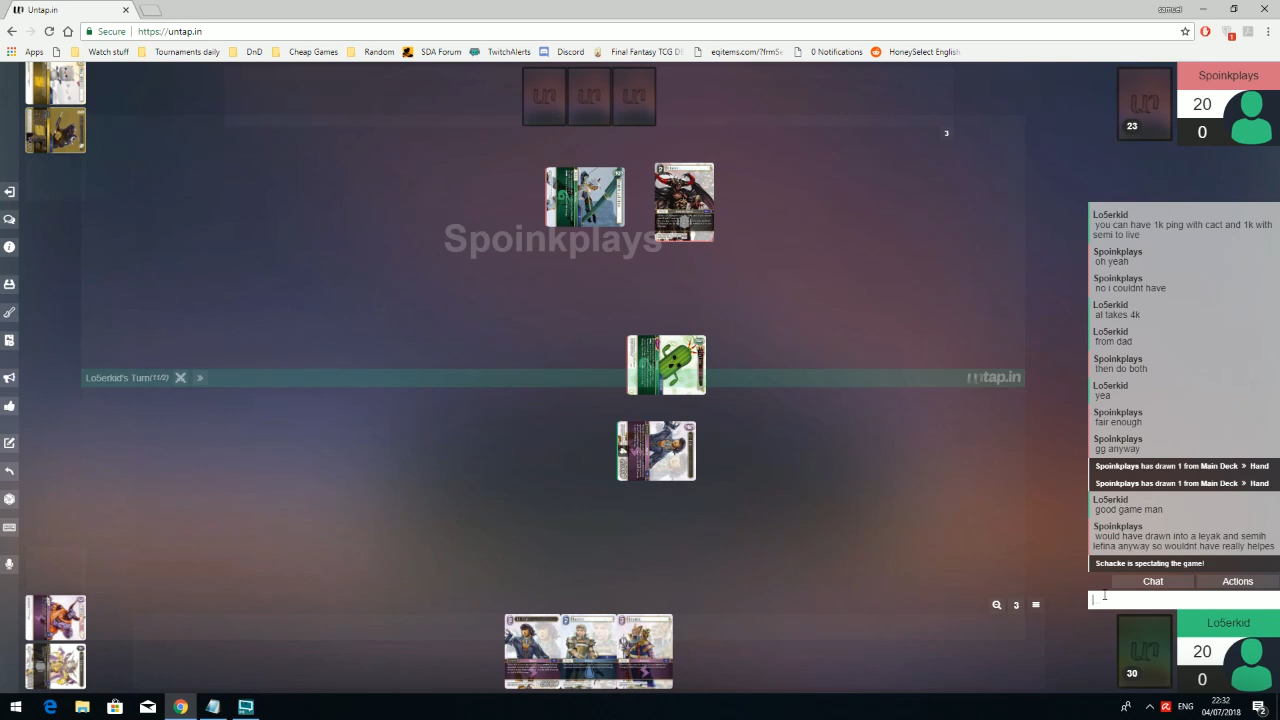 Untap.in
Secure
https://untap.in
Apps
Watch stuff
Tournaments daily
DnD
Cheap Games
Random
SDA Forum
TwitchAlerts
Discord
Final Fantasy TCG DE
eqitems.com/?frmSe
0 Notifications
HoneySelect English
Spoinkplays
20
0
23
3
Spoinkplays
Lo5erkid
you can have 1k ping with cact and 1k with
semi to live
Spoinkplays
oh yeah
Spoinkplays
no i couldnt have
Lo5erkid
al takes 4k
Lo5erkid
from dad
Spoinkplays
then do both
Lo5erkid
yea
Spoinkplays
fair enough
Spoinkplays
gg anyway
Spoinkplays has drawn 1 from Main Deck » Hand
Spoinkplays has drawn 1 from Main Deck » Hand
Lo5erkid
good game man
Spoinkplays
would have drawn into a leyak and semih
lefina anyway so wouldnt have really helpes
Schacke is spectating the game!
Chat
Actions
Lo5erkid's Turn(11/2)
untap.in
3
Lo5erkid
20
0
30
ENG
22:32
04/07/2018
2